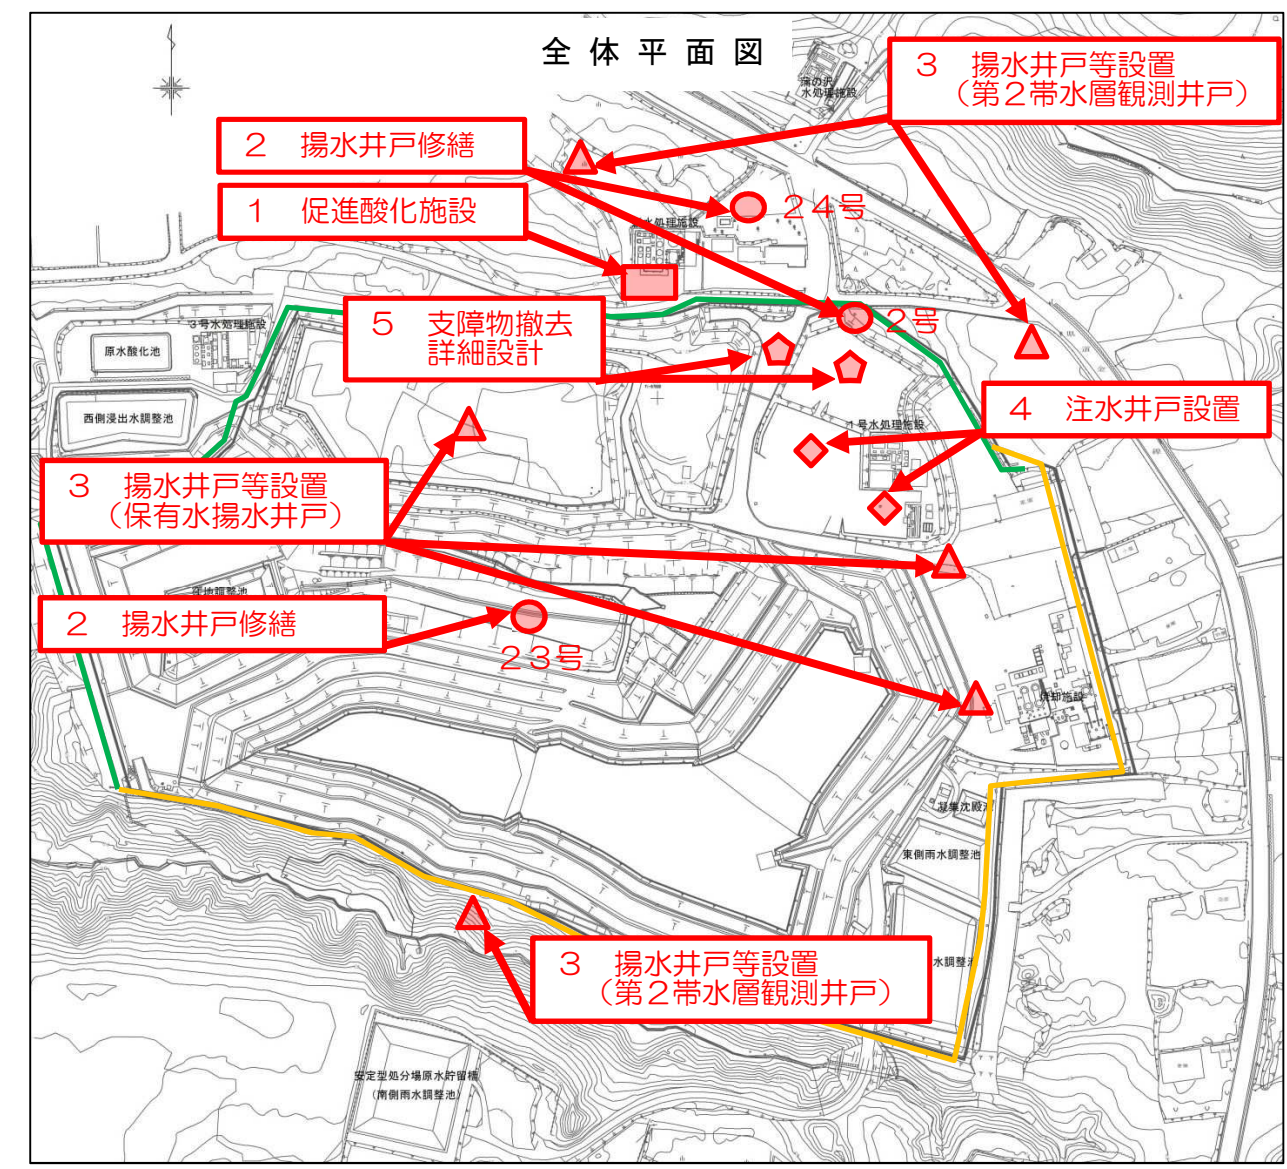 全体平面図
3 揚水井戸等設置
(第2帯水層観測井戸)
水処理施設
2 揚水井戸修繕
24号
1 促進酸化施設
水処理施設
5 支障物撤去
詳細設計
2号
3号水処理施設
原水酸化池
西側浸出水調整池
4 注水井戸設置
1号水処理施設
3 揚水井戸等設置
(保有水揚水井戸)
2 揚水井戸修繕
23号
焼却施設
凝集沈殿
東側雨水調整池
水調整
3 揚水井戸等設置
(第2帯水層観測井戸)
安定型処分場原水貯留槽
(南側雨水調整池)